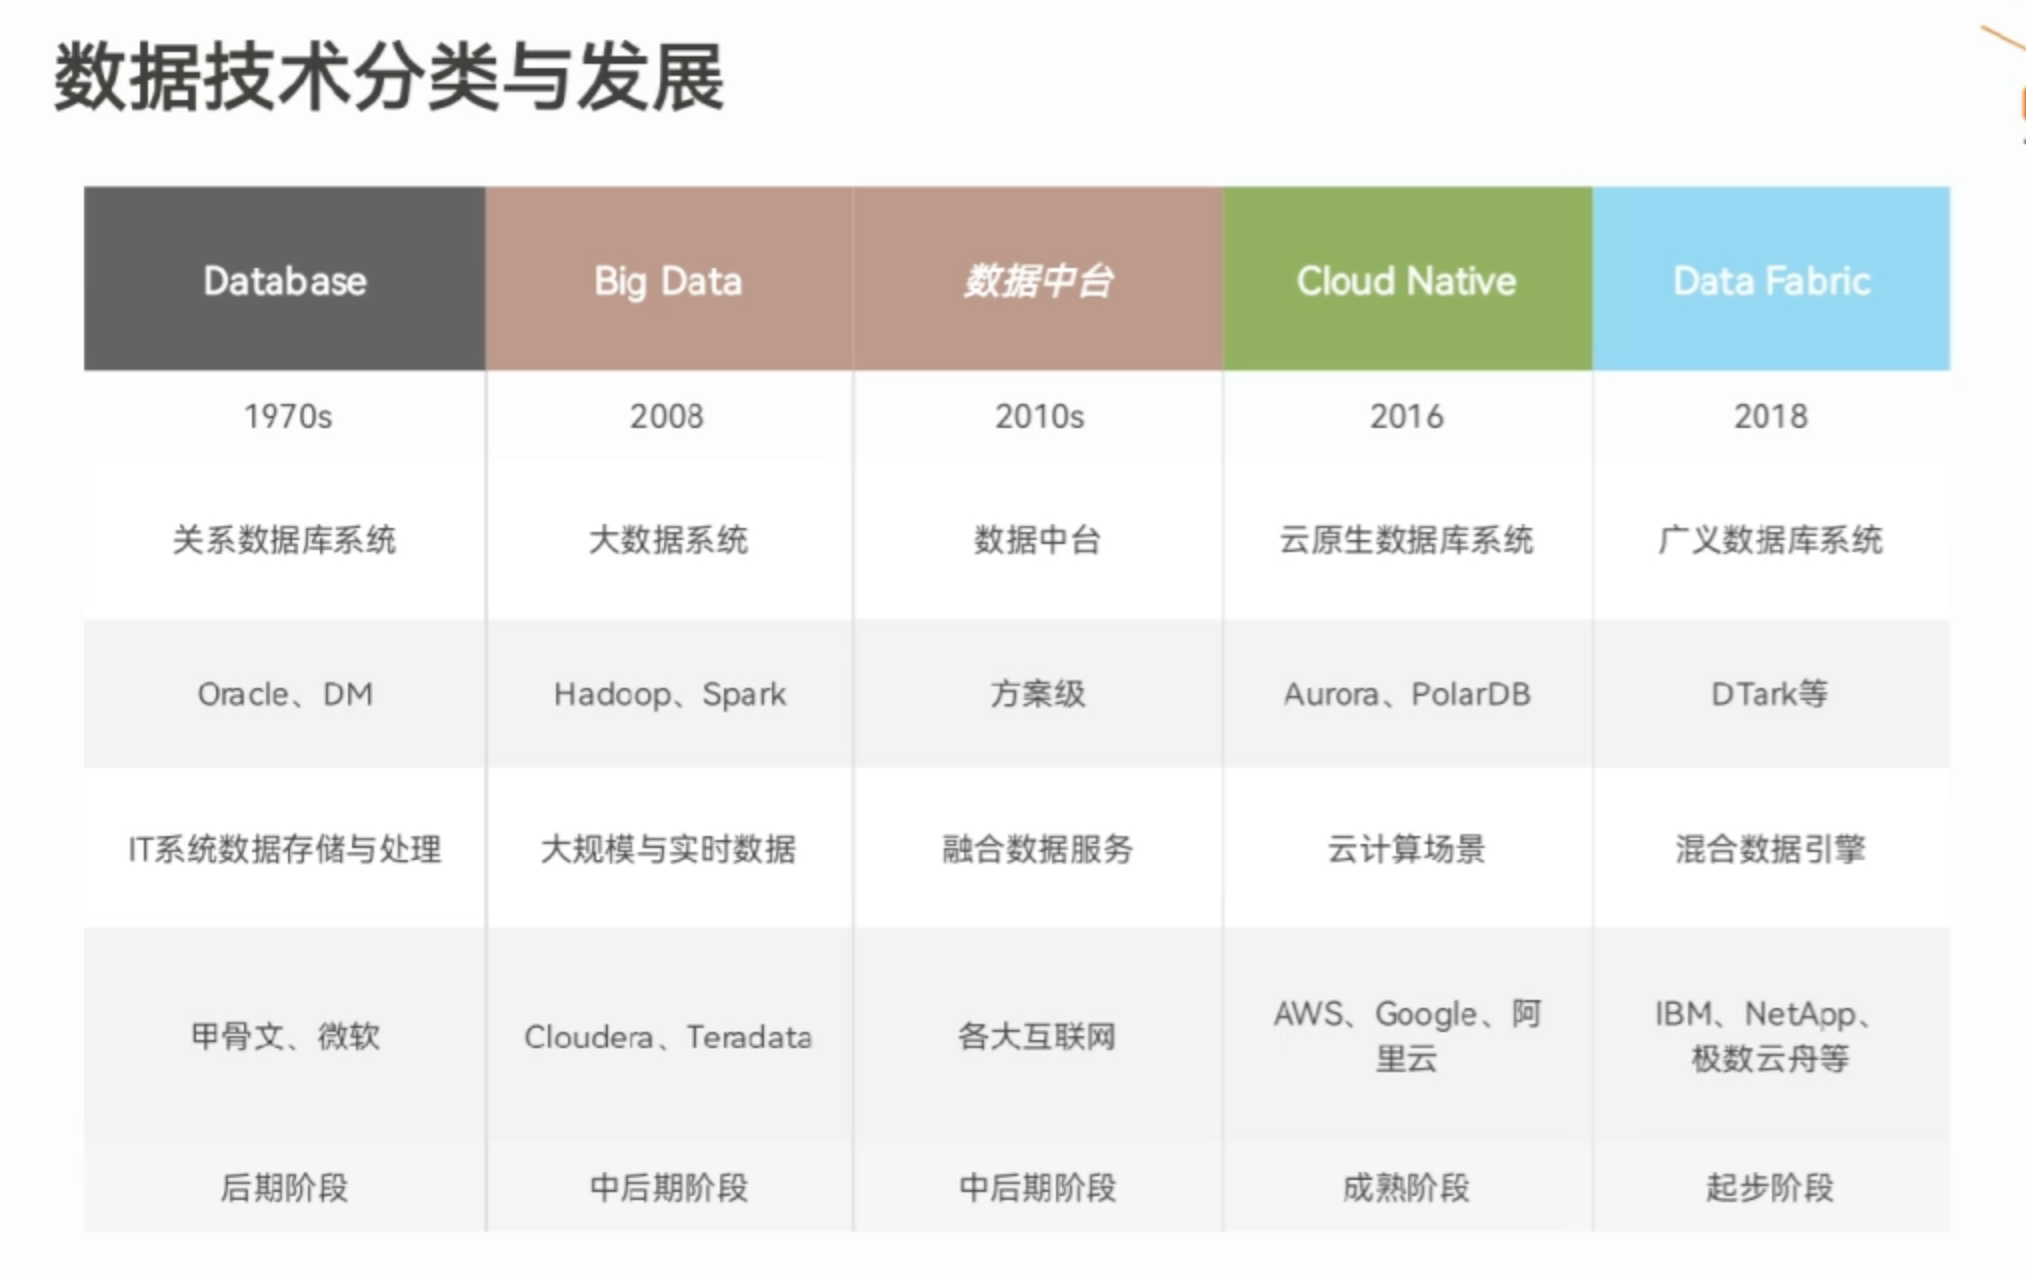 数据技术分类与发展
Database
Big Data
数据中台
Cloud Native
Data Fabric
1970s
2008
2010s
2016
2018
关系数据库系统
大数据系统
数据中台
云原生数据库系统
广义数据库系统
Oracle、DM
Hadoop、Spark
方案级
Aurora、PolarDB
DTark等
IT系统数据存储与处理
大规模与实时数据
融合数据服务
云计算场景
混合数据引擎
甲骨文、微软
Cloudera、Teradata
各大互联网
AWS、Google、阿
里云
IBM、NetApp、
极数云舟等
后期阶段
中后期阶段
中后期阶段
成熟阶段
起步阶段